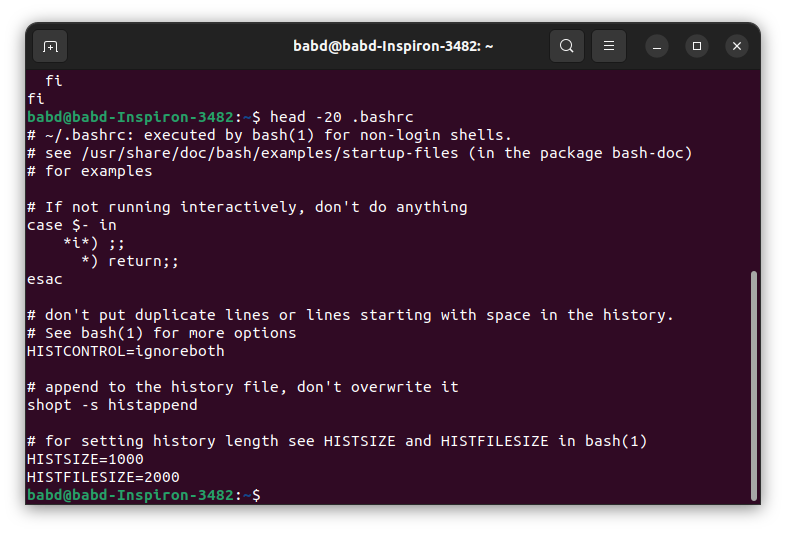 babd@babd-Inspiron-3482: ~
fi
fi
babd@babd-Inspiron-3482:~$ head -20 .bashrc
# ~/.bashrc: executed by bash(1) for non-login shells.
# see /usr/share/doc/bash/examples/startup-files (in the package bash-doc)
# for examples
# If not running interactively, don't do anything
case $- in
*i*) ;;
*) return;;
esac
# don't put duplicate lines or lines starting with space in the history.
# See bash(1) for more options
HISTCONTROL=ignoreboth
# append to the history file, don't overwrite it
shopt -s histappend
# for setting history length see HISTSIZE and HISTFILESIZE in bash(1)
HISTSIZE=1000
HISTFILESIZE=2000
babd@babd-Inspiron-3482:~$